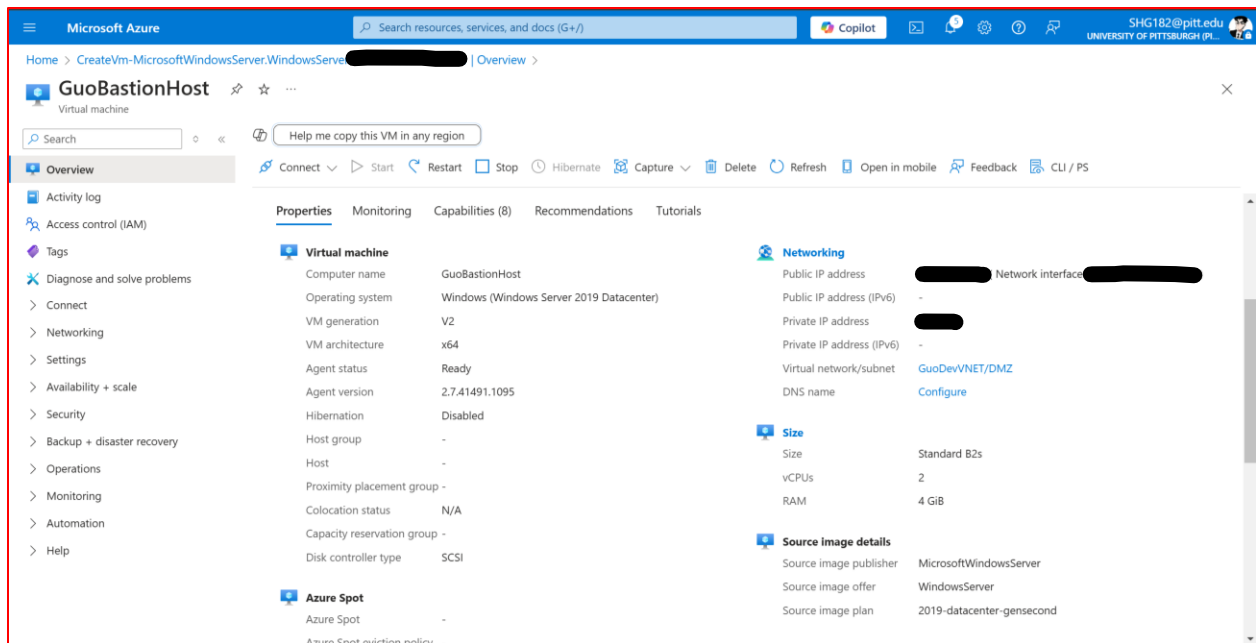 Microsoft Azure
Search resources, services, and docs (G+/)
Copilot
5
SHG182@pitt.edu
UNIVERSITY OF PITTSBURGH (PI...
Home > CreateVm-MicrosoftWindowsServer.WindowsServer | Overview >
GuoBastionHost
Virtual machine
Search
Overview
Activity log
Access control (IAM)
Tags
Diagnose and solve problems
Connect
Networking
Settings
Availability + scale
Security
Backup + disaster recovery
Operations
Monitoring
Automation
Help
Help me copy this VM in any region
Connect Start Restart Stop Hibernate Capture Delete Refresh Open in mobile Feedback CLI / PS
Properties Monitoring Capabilities (8) Recommendations Tutorials
Virtual machine
Computer name GuoBastionHost
Operating system Windows (Windows Server 2019 Datacenter)
VM generation V2
VM architecture x64
Agent status Ready
Agent version 2.7.41491.1095
Hibernation Disabled
Host group -
Host -
Proximity placement group -
Colocation status N/A
Capacity reservation group -
Disk controller type SCSI
Azure Spot
Azure Spot -
Azure Spot eviction policy
Networking
Public IP address Network interface
Public IP address (IPv6) -
Private IP address
Private IP address (IPv6) -
Virtual network/subnet GuoDevVNET/DMZ
DNS name Configure
Size
Size Standard B2s
vCPUs 2
RAM 4 GiB
Source image details
Source image publisher MicrosoftWindowsServer
Source image offer WindowsServer
Source image plan 2019-datacenter-gensecond